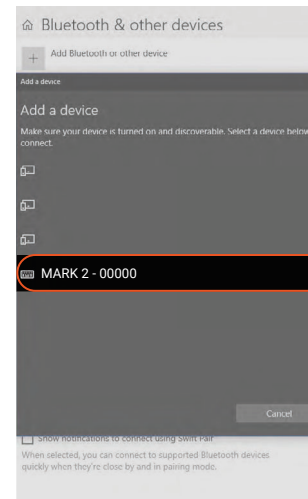 Bluetooth & other devices
Add Bluetooth or other device
Add a device
Add a device
Make sure your device is turned on and discoverable. Select a device below
connect.
MARK 2 - 00000
Cancel
Show notifications to connect using Swift Pair
When selected, you can connect to supported Bluetooth devices
quickly when they're close by and in pairing mode.